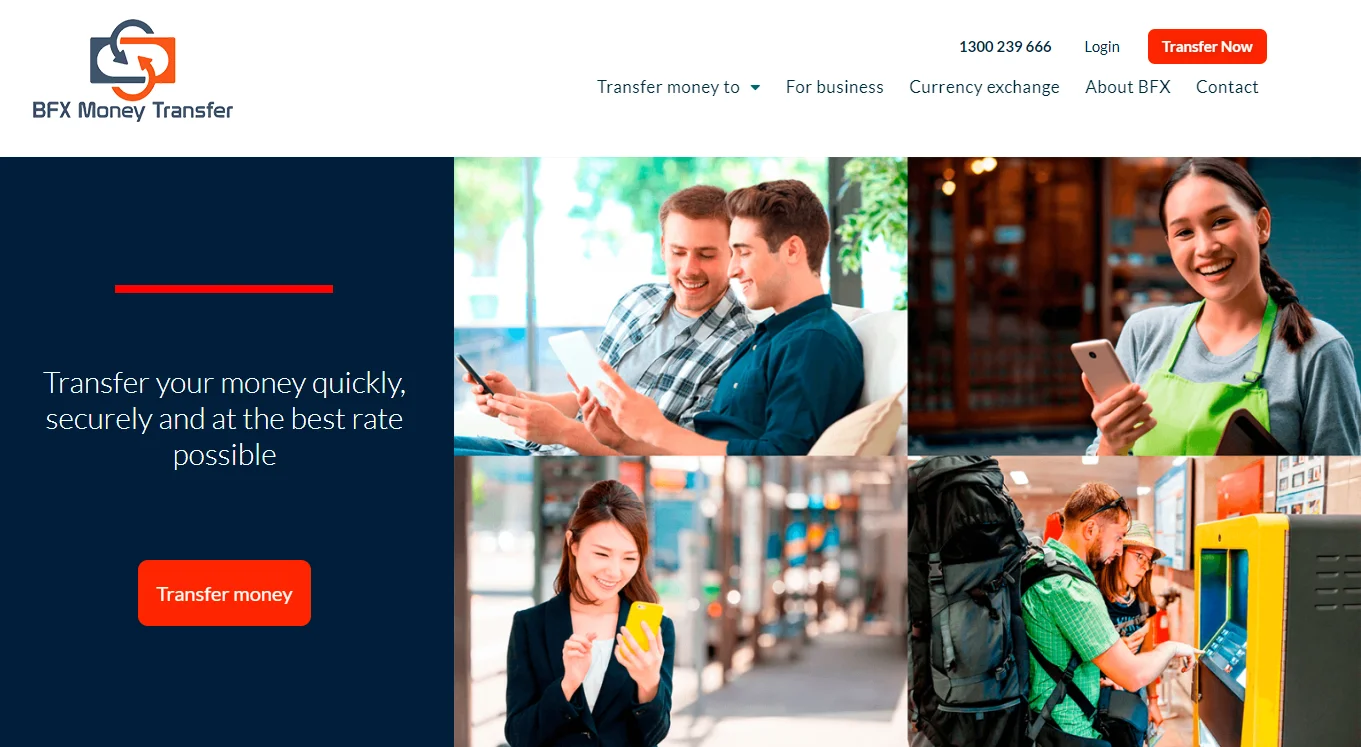 BFX Money Transfer
1300 239 666
Login
Transfer Now
Transfer money to
For business
Currency exchange
About BFX
Contact
Transfer your money quickly,
securely and at the best rate
possible
Transfer money